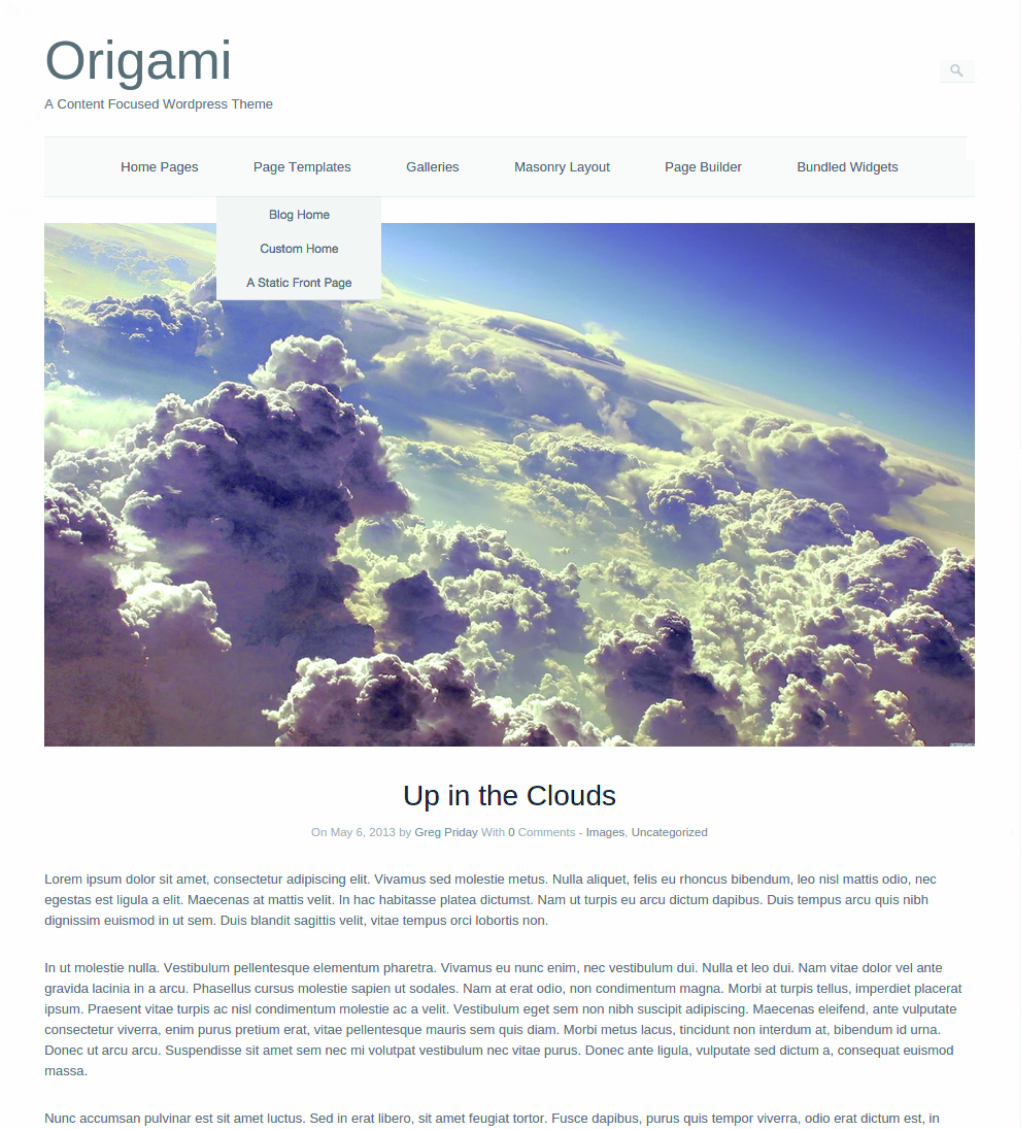 Origami
A Content Focused Wordpress Theme
Home Pages Page Templates Galleries Masonry Layout Page Builder Bundled Widgets
Blog Home
Custom Home
A Static Front Page
Up in the Clouds
On May 6, 2013 by Greg Priday With 0 Comments - Images, Uncategorized
Lorem ipsum dolor sit amet, consectetur adipiscing elit. Vivamus sed molestie metus. Nulla aliquet, felis eu rhoncus bibendum, leo nisl mattis odio, nec
egestas est ligula a elit. Maecenas at mattis velit. In hac habitasse platea dictumst. Nam ut turpis eu arcu dictum dapibus. Duis tempus arcu quis nibh
dignissim euismod in ut sem. Duis blandit sagittis velit, vitae tempus orci lobortis non.
In ut molestie nulla. Vestibulum pellentesque elementum pharetra. Vivamus eu nunc enim, nec vestibulum dui. Nulla et leo dui. Nam vitae dolor vel ante
gravida lacinia in a arcu. Phasellus cursus molestie sapien ut sodales. Nam at erat odio, non condimentum magna. Morbi at turpis tellus, imperdiet placerat
ipsum. Praesent vitae turpis ac nisl condimentum molestie ac a velit. Vestibulum eget sem non nibh suscipit adipiscing. Maecenas eleifend, ante vulputate
consectetur viverra, enim purus pretium erat, vitae pellentesque mauris sem quis diam. Morbi metus lacus, tincidunt non interdum at, bibendum id urna.
Donec ut arcu arcu. Suspendisse sit amet sem nec mi volutpat vestibulum nec vitae purus. Donec ante ligula, vulputate sed dictum a, consequat euismod
massa.
Nunc accumsan pulvinar est sit amet luctus. Sed in erat libero, sit amet feugiat tortor. Fusce dapibus, purus quis tempor viverra, odio erat dictum est, in